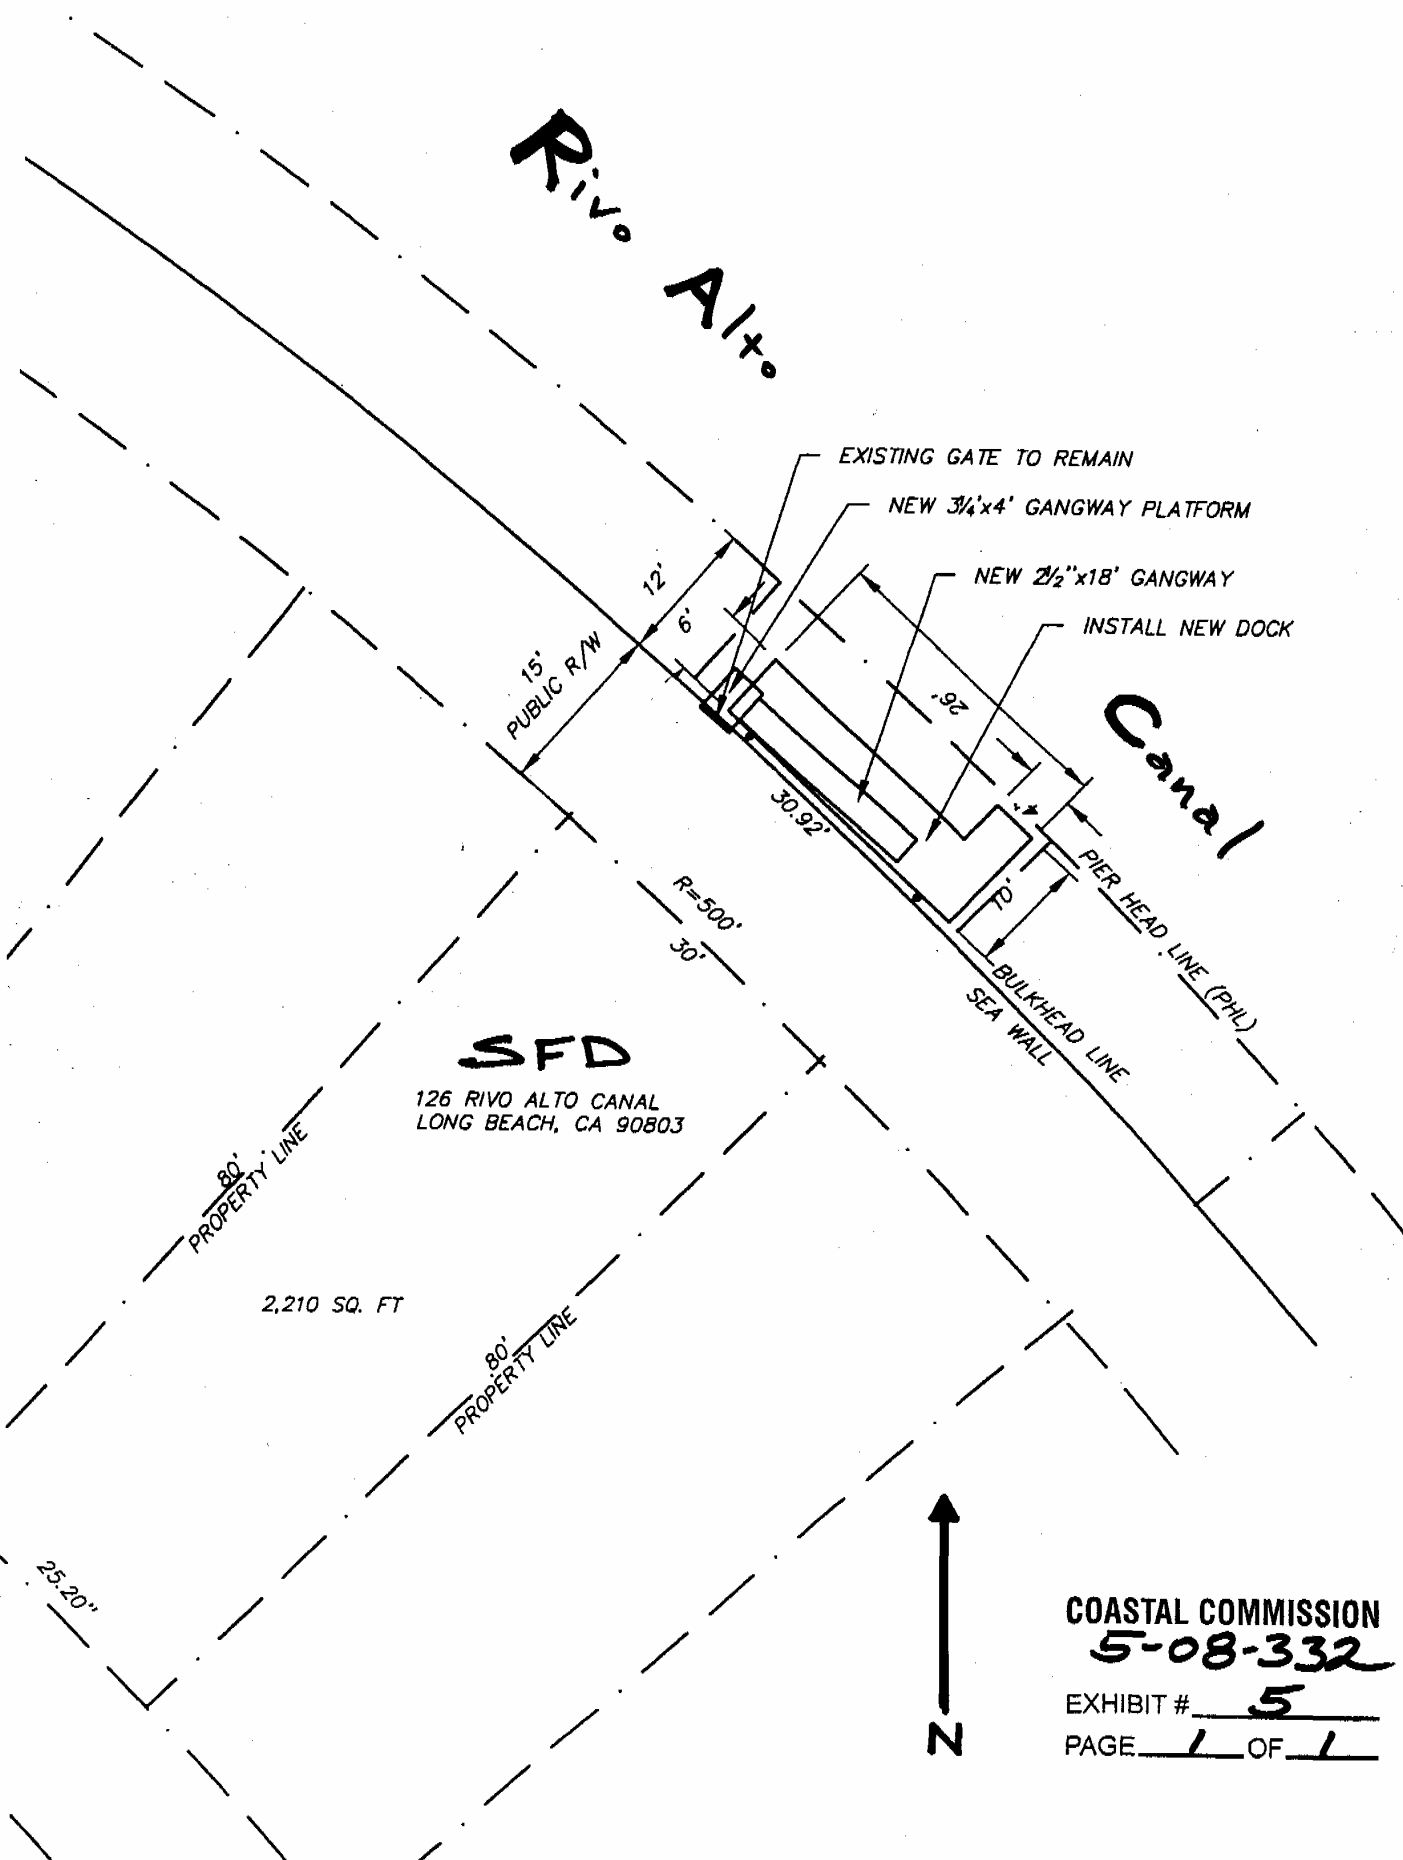 Rivo Alto Canal
EXISTING GATE TO REMAIN
NEW 3¼'x4' GANGWAY PLATFORM
NEW 2½"x18' GANGWAY
INSTALL NEW DOCK
12'
6'
15'
PUBLIC R/W
26'
30.92'
10'
PIER HEAD LINE (PHL)
BULKHEAD LINE
SEA WALL
R=500'
30'
SFD
126 RIVO ALTO CANAL
LONG BEACH, CA 90803
80'
PROPERTY LINE
2,210 SQ. FT
80'
PROPERTY LINE
25.20"
N
COASTAL COMMISSION
5-08-332
EXHIBIT # 5
PAGE 1 OF 1